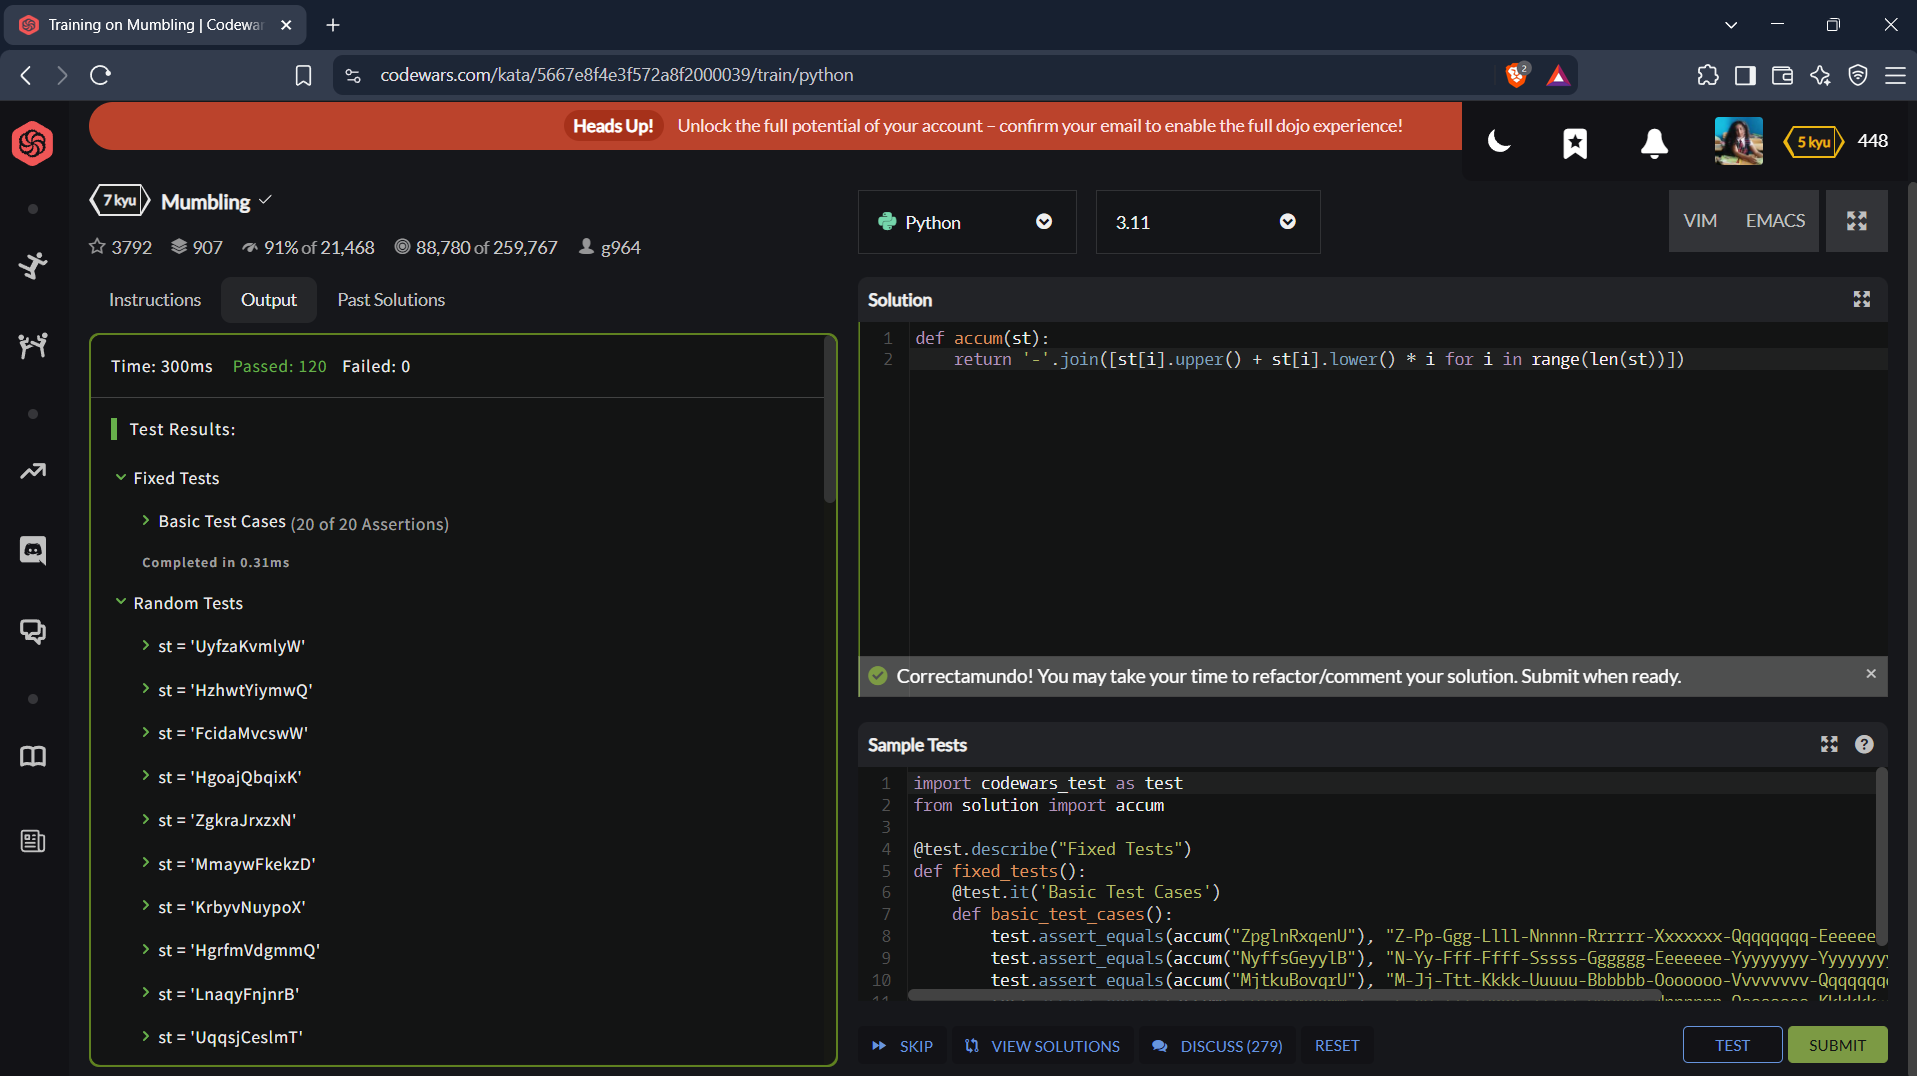 Training on Mumbling | Codewar
codewars.com/kata/5667e8f4e3f572a8f2000039/train/python
2
Heads Up! Unlock the full potential of your account – confirm your email to enable the full dojo experience!
5 kyu 448
7 kyu Mumbling
3792 907 91% of 21,468 88,780 of 259,767 g964
Instructions Output Past Solutions
Time: 300ms Passed: 120 Failed: 0
Test Results:
Fixed Tests
Basic Test Cases (20 of 20 Assertions)
Completed in 0.31ms
Random Tests
st = 'UyfzaKvmlyW'
st = 'HzhwtYiymwQ'
st = 'FcidaMvcswW'
st = 'HgoajQbqixK'
st = 'ZgkraJrxzxN'
st = 'MmaywFkekzD'
st = 'KrbyvNuypoX'
st = 'HgrfmVdgmmQ'
st = 'LnaqyFnjnrB'
st = 'UqqsjCeslmT'
Python 3.11 VIM EMACS
Solution
1 def accum(st):
2 return '-'.join([st[i].upper() + st[i].lower() * i for i in range(len(st))])
Correctamundo! You may take your time to refactor/comment your solution. Submit when ready.
Sample Tests
1 import codewars_test as test
2 from solution import accum
3
4 @test.describe("Fixed Tests")
5 def fixed_tests():
6 @test.it('Basic Test Cases')
7 def basic_test_cases():
8 test.assert_equals(accum("ZpglnRxqenU"), "Z-Pp-Ggg-Llll-Nnnnn-Rrrrrr-Xxxxxxx-Qqqqqqqq-Eeeeee
9 test.assert_equals(accum("NyffsGeyylB"), "N-Yy-Fff-Ffff-Sssss-Gggggg-Eeeeeee-Yyyyyyyy-Yyyyyyy
10 test.assert_equals(accum("MjtkuBovqrU"), "M-Jj-Ttt-Kkkk-Uuuuu-Bbbbbb-Ooooooo-Vvvvvvvv-Qqqqqqq
11
SKIP VIEW SOLUTIONS DISCUSS (279) RESET TEST SUBMIT